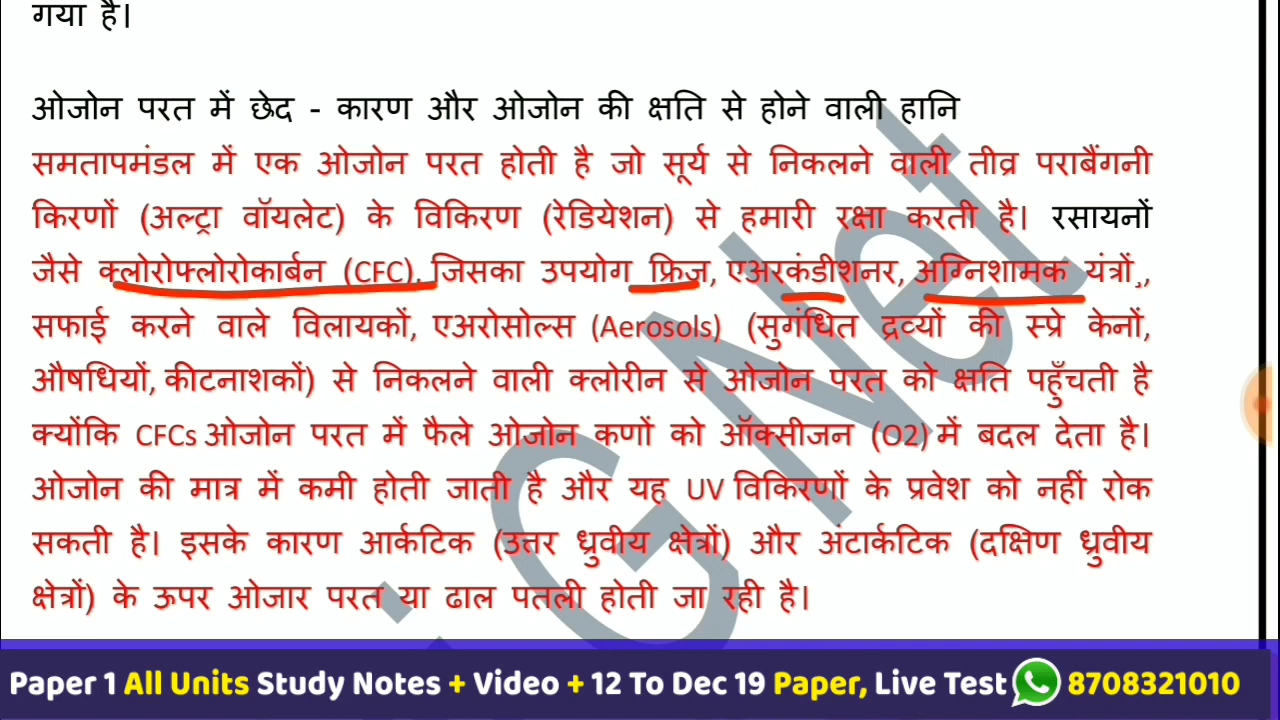 गया है।
ओजोन परत में छेद - कारण और ओजोन की क्षति से होने वाली हानि
समतापमंडल में एक ओजोन परत होती है जो सूर्य से निकलने वाली तीव्र पराबैंगनी
किरणों (अल्ट्रा वॉयलेट) के विकिरण (रेडियेशन) से हमारी रक्षा करती है। रसायनों
जैसे क्लोरोफ्लोरोकार्बन (CFC), जिसका उपयोग फ्रिज, एअरकंडीशनर, अग्निशामक यंत्रों,,
सफाई करने वाले विलायकों, एअरोसोल्स (Aerosols) (सुगंधित द्रव्यों की स्प्रे केनों,
औषधियों, कीटनाशकों) से निकलने वाली क्लोरीन से ओजोन परत को क्षति पहुँचती है
क्योंकि CFCs ओजोन परत में फैले ओजोन कणों को ऑक्सीजन (O2) में बदल देता है।
ओजोन की मात्र में कमी होती जाती है और यह UV विकिरणों के प्रवेश को नहीं रोक
सकती है। इसके कारण आर्कटिक (उत्तर ध्रुवीय क्षेत्रों) और अंटार्कटिक (दक्षिण ध्रुवीय
क्षेत्रों) के ऊपर ओजार परत या ढाल पतली होती जा रही है।
i G Net
Paper 1 All Units Study Notes + Video + 12 To Dec 19 Paper, Live Test 8708321010